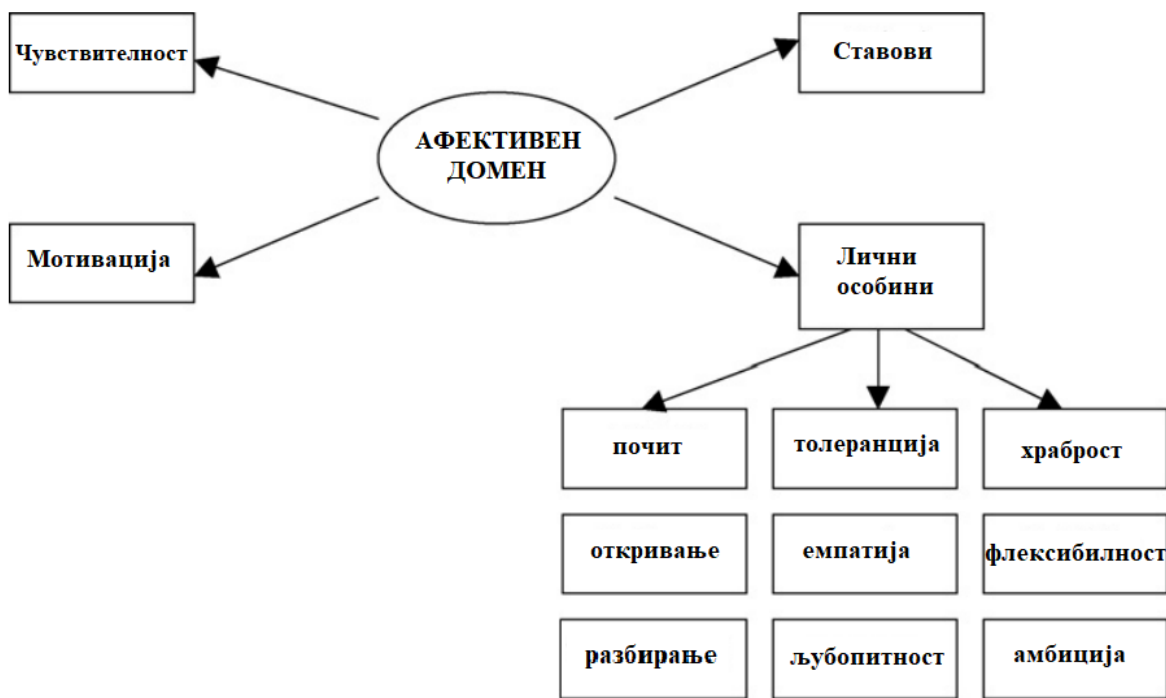 Чувствителност
Ставови
АФЕКТИВЕН
ДОМЕН
Мотивација
Лични
особини
почит
толеранција
храброст
откривање
емпатија
флексибилност
разбирање
љубопитност
амбиција